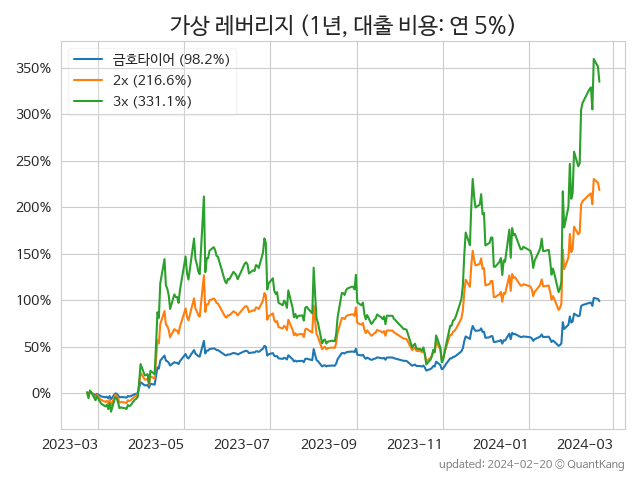 가상 레버리지 (1년, 대출 비용: 연 5%)
금호타이어 (98.2%)
2x (216.6%)
3x (331.1%)
350%
300%
250%
200%
150%
100%
50%
0%
2023-03 2023-05 2023-07 2023-09 2023-11 2024-01 2024-03
updated: 2024-02-20 © QuantKang